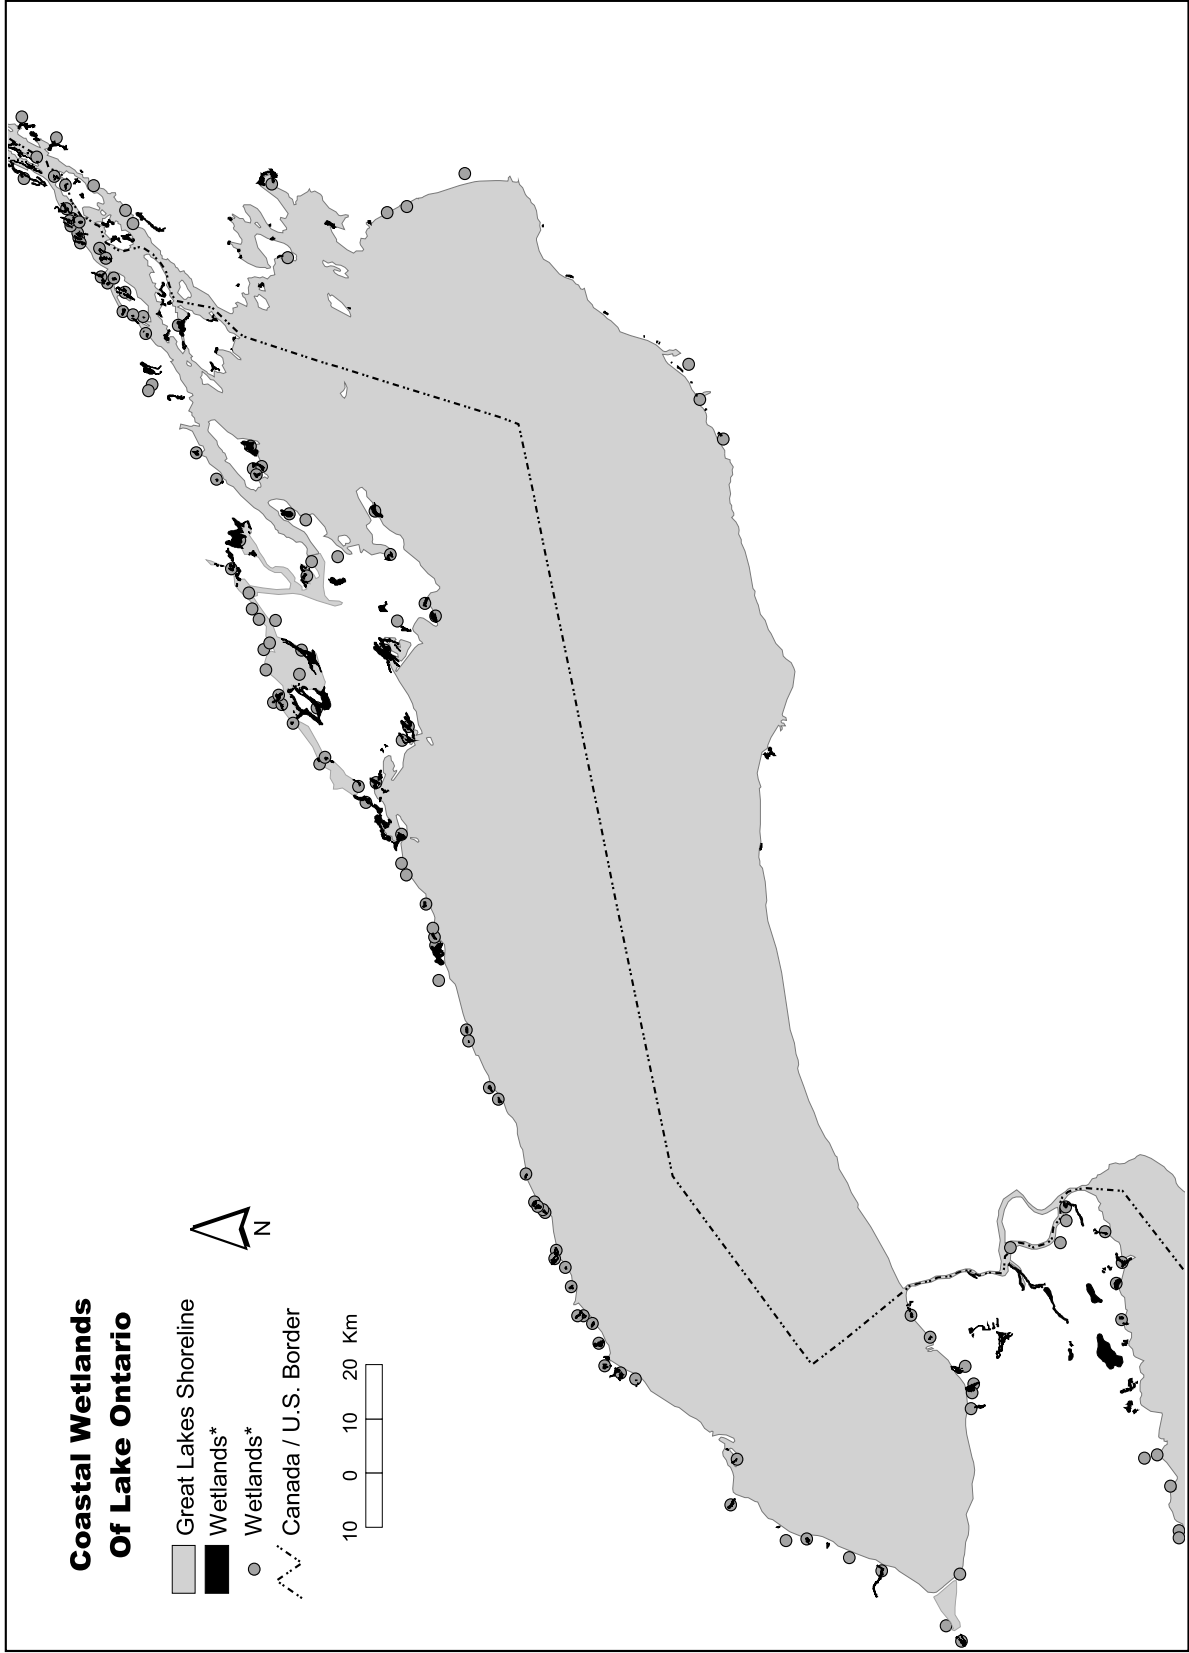 Coastal Wetlands
Of Lake Ontario
Great Lakes Shoreline
Wetlands*
Wetlands*
Canada / U.S. Border
10 0 10 20 Km
N